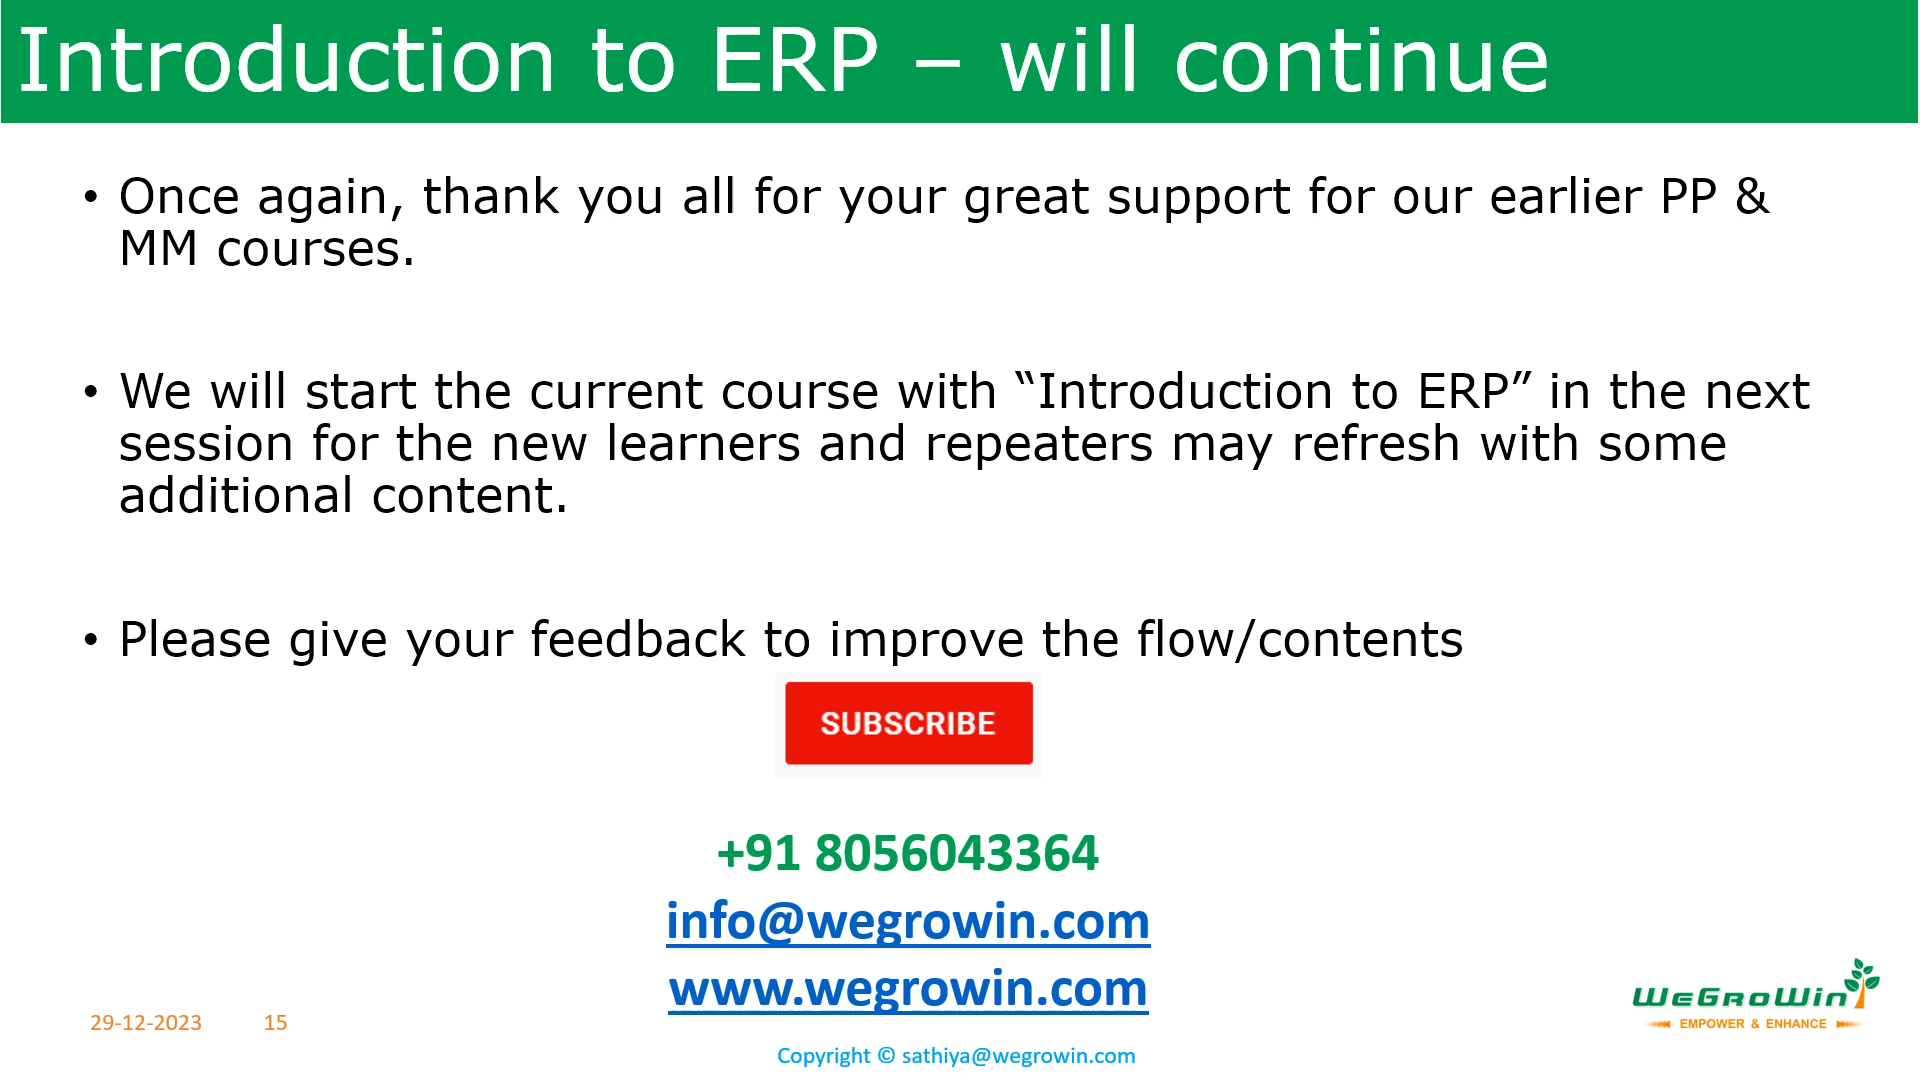 Introduction to ERP – will continue
• Once again, thank you all for your great support for our earlier PP &
MM courses.
• We will start the current course with “Introduction to ERP” in the next
session for the new learners and repeaters may refresh with some
additional content.
• Please give your feedback to improve the flow/contents
SUBSCRIBE
+91 8056043364
info@wegrowin.com
www.wegrowin.com
WeGroWin
EMPOWER & ENHANCE
29-12-2023 15
Copyright © sathiya@wegrowin.com